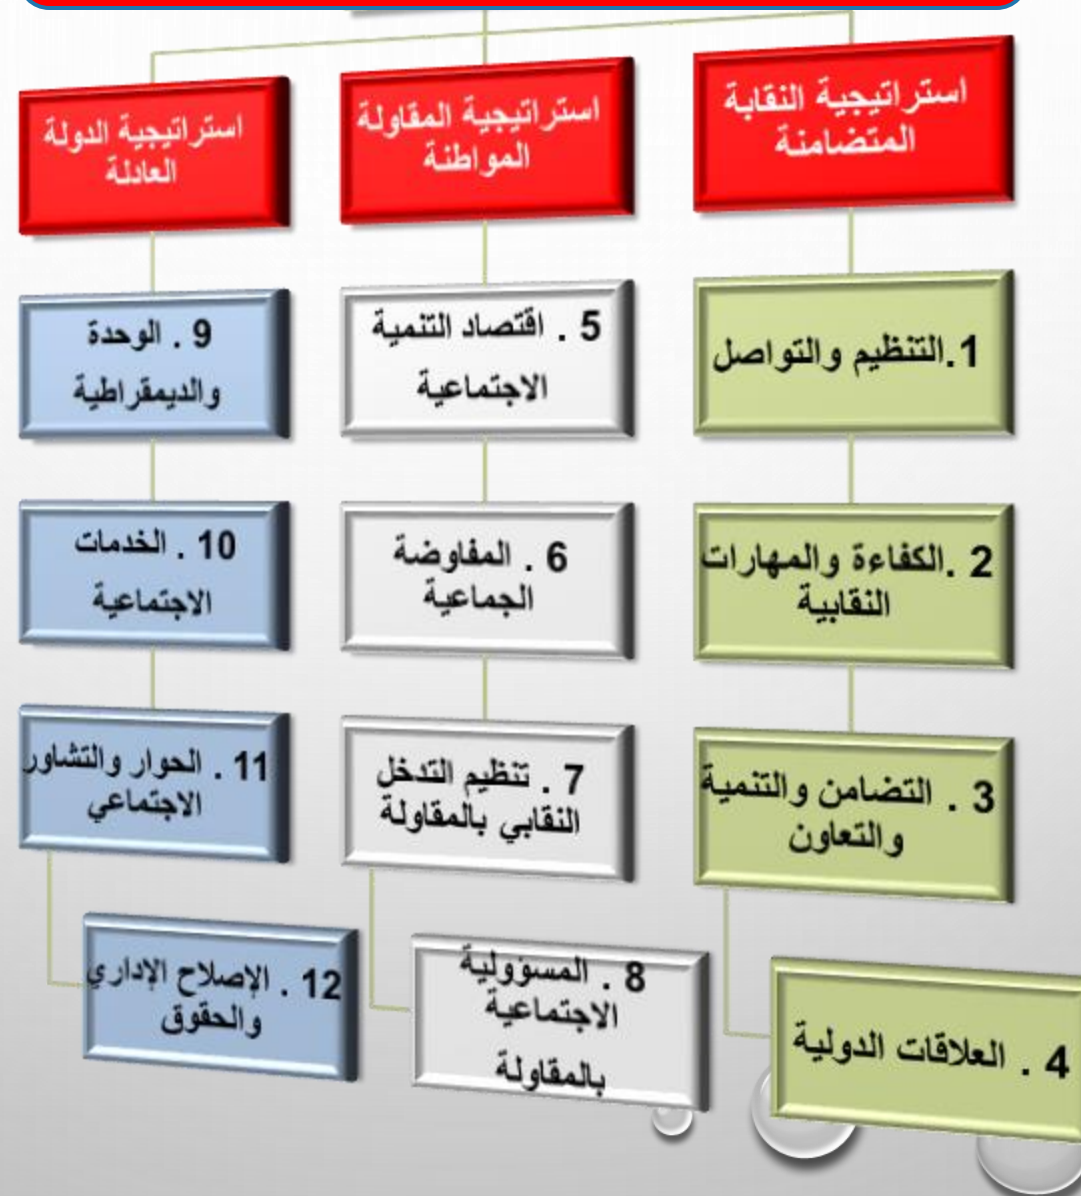 استراتيجية النقابة
المتضامنة
1.التنظيم والتواصل
2 .الكفاءة والمهارات
النقابية
3 . التضامن والتنمية
والتعاون
4 . العلاقات الدولية
استراتيجية المقاولة
المواطنة
5 . اقتصاد التنمية
الاجتماعية
6 . المفاوضة
الجماعية
7 . تنظيم التدخل
النقابي بالمقاولة
8 . المسؤولية
الاجتماعية
بالمقاولة
استراتيجية الدولة
العادلة
9 . الوحدة
والديمقراطية
10 . الخدمات
الاجتماعية
11 . الحوار والتشاور
الاجتماعي
12 . الإصلاح الإداري
والحقوق